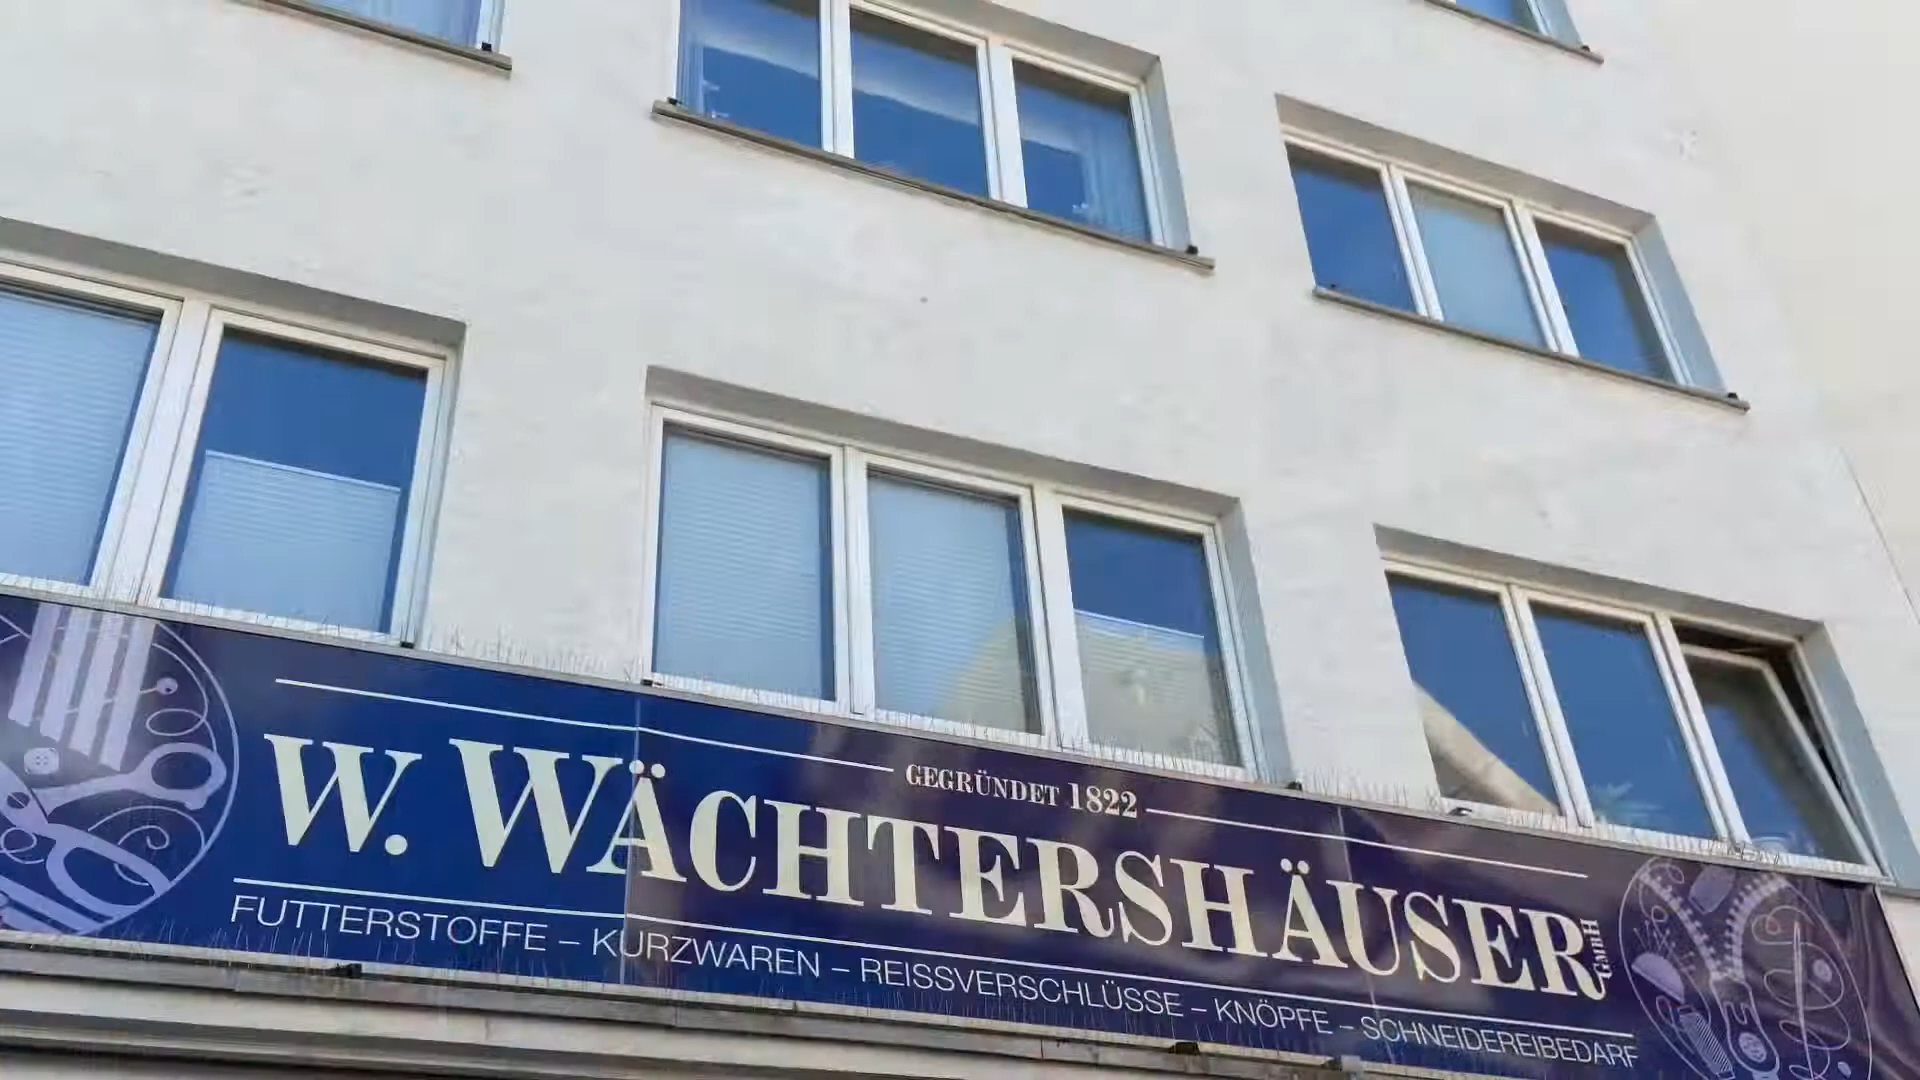 GEGRÜNDET 1822
W. WÄCHTERSHÄUSER GMBH
FUTTERSTOFFE – KURZWAREN – REISSVERSCHLÜSSE – KNÖPFE – SCHNEIDEREIBEDARF